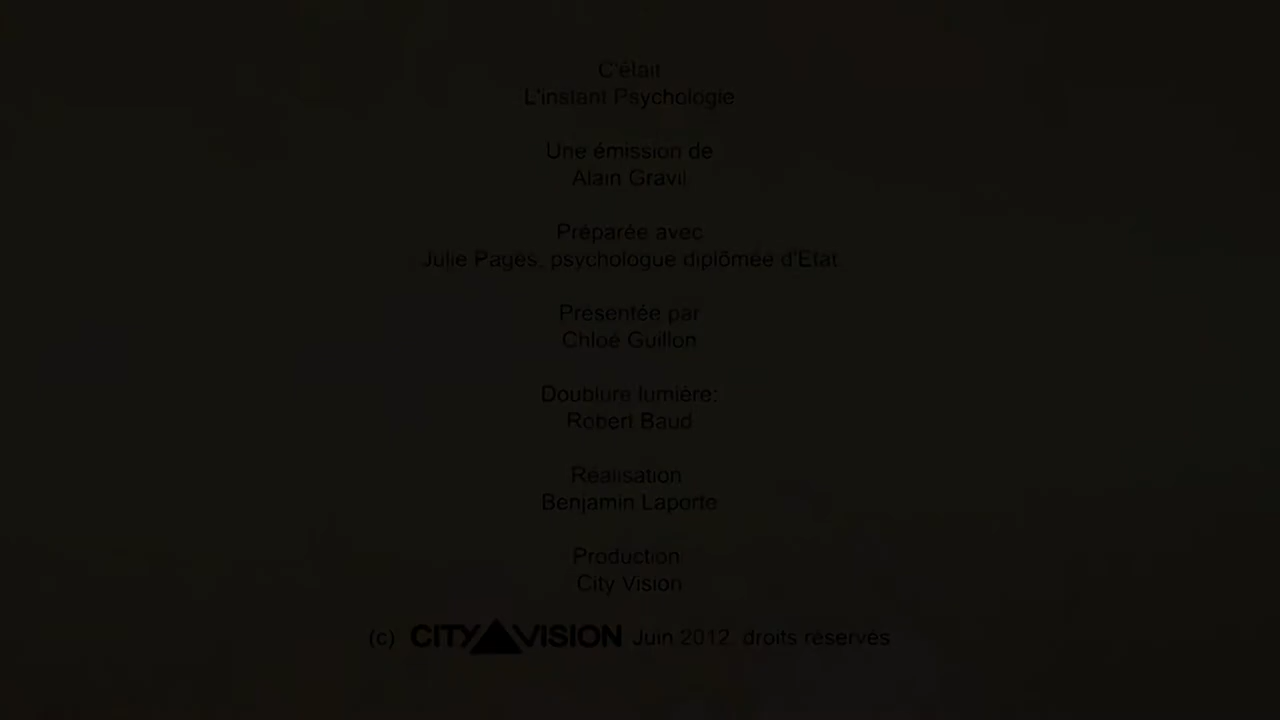 C'était
L'instant Psychologie
Une émission de
Alain Gravil
Préparée avec
Julie Pagès, psychologue diplômée d'Etat
Présentée par
Chloé Guillon
Doublure lumière:
Robert Baud
Réalisation
Benjamin Laporte
Production
City Vision
(c) CITY VISION Juin 2012. droits réservés